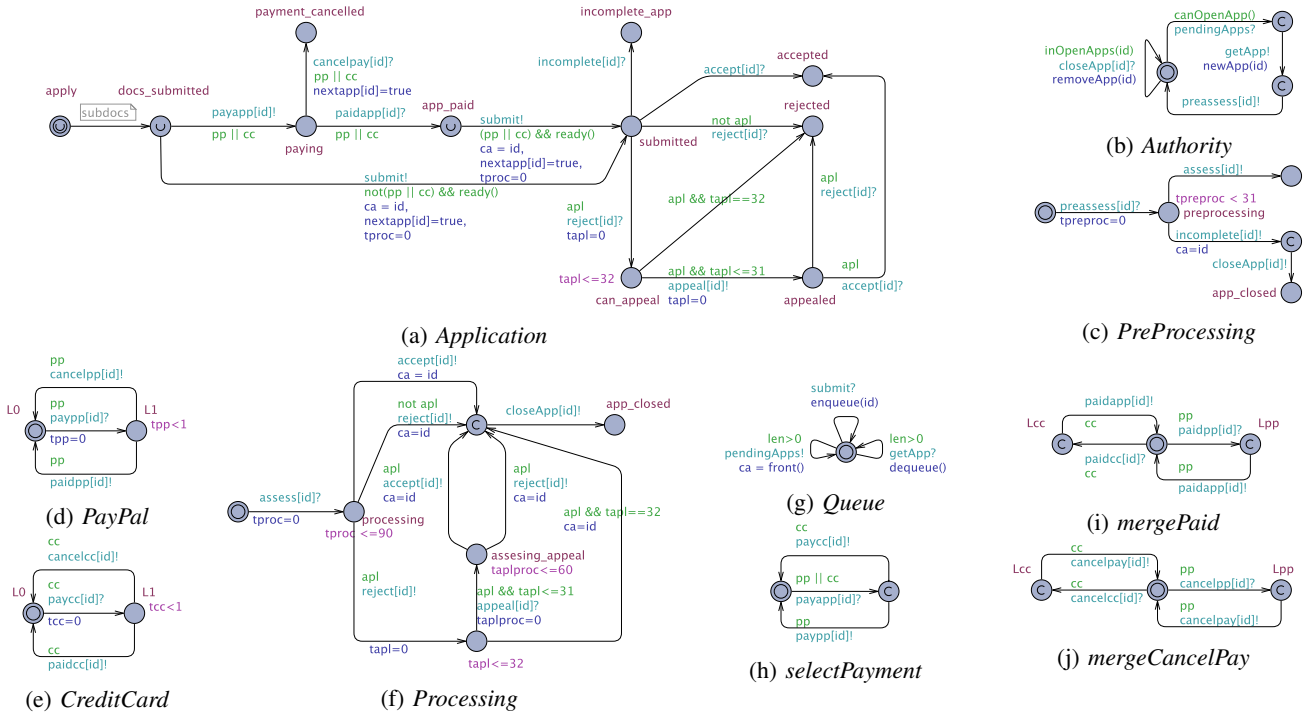 payment_cancelled
incomplete_app
cancelpay[id]?
pp || cc
nextapp[id]=true
incomplete[id]?
accepted
apply
docs_submitted
subdocs
payapp[id]!
pp || cc
paying
paidapp[id]?
pp || cc
app_paid
submit!
(pp || cc) && ready()
ca = id,
nextapp[id]=true,
tproc=0
submitted
accept[id]?
rejected
not apl
reject[id]?
submit!
not(pp || cc) && ready()
ca = id,
nextapp[id]=true,
tproc=0
apl
reject[id]?
tapl=0
apl && tapl==32
apl
reject[id]?
tapl<=32
can_appeal
apl && tapl<=31
appeal[id]!
tapl=0
appealed
apl
accept[id]?
(a) Application
canOpenApp()
pendingApps?
inOpenApps(id)
closeApp[id]?
removeApp(id)
getApp!
newApp(id)
preassess[id]!
(b) Authority
assess[id]!
preassess[id]?
tpreproc=0
tpreproc < 31
preprocessing
incomplete[id]!
ca=id
closeApp[id]!
app_closed
(c) PreProcessing
pp
cancelpp[id]!
L0
L1
pp
paypp[id]?
tpp=0
tpp<1
pp
paidpp[id]!
(d) PayPal
cc
cancelcc[id]!
L0
L1
cc
paycc[id]?
tcc=0
tcc<1
cc
paidcc[id]!
(e) CreditCard
accept[id]!
ca = id
not apl
reject[id]!
ca=id
closeApp[id]!
app_closed
apl
accept[id]!
ca=id
apl
reject[id]!
ca=id
assess[id]?
tproc=0
processing
tproc <=90
apl && tapl==32
ca=id
assesing_appeal
taplproc<=60
apl
reject[id]!
apl && tapl<=31
appeal[id]?
taplproc=0
tapl=0
tapl<=32
(f) Processing
submit?
enqueue(id)
len>0
pendingApps!
ca = front()
len>0
getApp?
dequeue()
(g) Queue
cc
paycc[id]!
pp || cc
payapp[id]?
pp
paypp[id]!
(h) selectPayment
paidapp[id]!
cc
Lcc
pp
paidpp[id]?
Lpp
paidcc[id]?
cc
pp
paidapp[id]!
(i) mergePaid
cc
cancelpay[id]!
Lcc
cc
cancelcc[id]!
pp
cancelpp[id]?
Lpp
pp
cancelpay[id]!
(j) mergeCancelPay